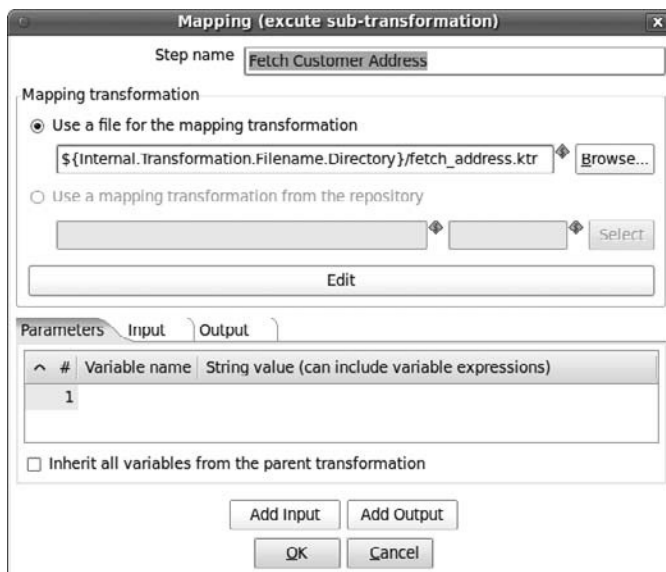 Mapping (excute sub-transformation)
x
Step name Fetch Customer Address
Mapping transformation
Use a file for the mapping transformation
${Internal.Transformation.Filename.Directory}/fetch_address.ktr Browse...
Use a mapping transformation from the repository
Select
Edit
Parameters Input Output
# Variable name String value (can include variable expressions)
1
Inherit all variables from the parent transformation
Add Input Add Output
OK Cancel